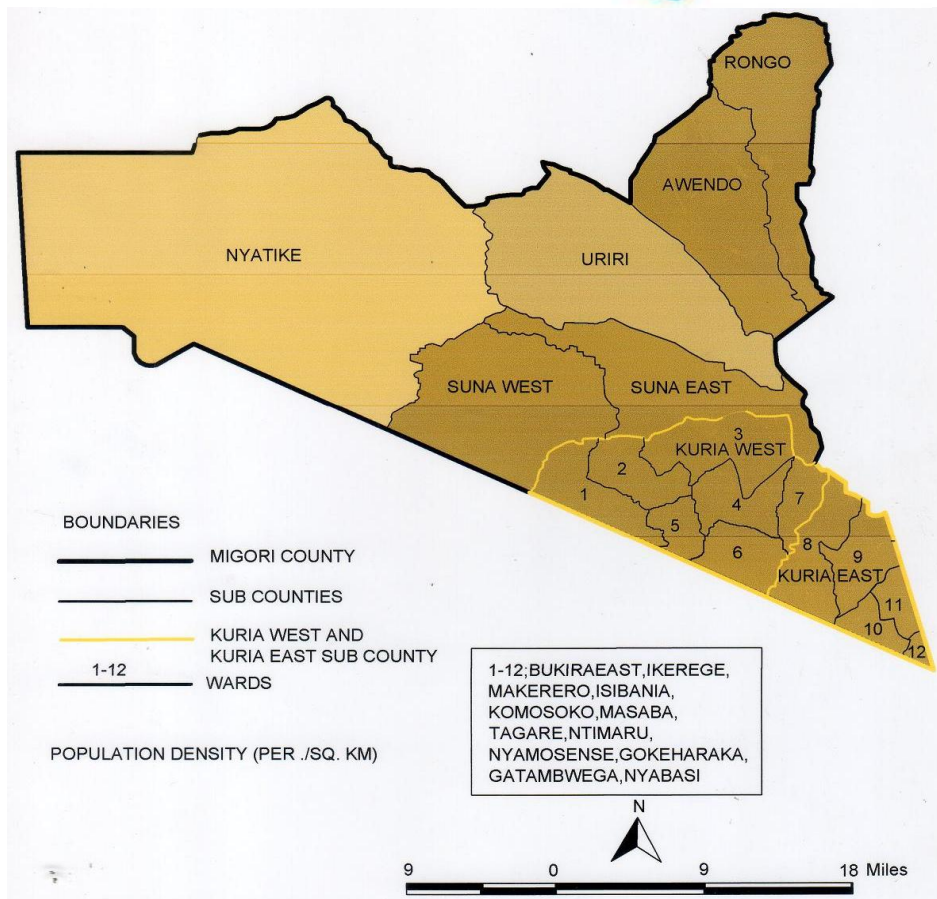 RONGO
AWENDO
NYATIKE
URIRI
SUNA WEST
SUNA EAST
3
KURIA WEST
2
1
7
4
5
8
6
9
KURIA EAST
11
10
12
BOUNDARIES
MIGORI COUNTY
SUB COUNTIES
KURIA WEST AND
KURIA EAST SUB COUNTY
1-12
WARDS
POPULATION DENSITY (PER ./SQ. KM)
1-12;BUKIRAEAST,IKEREGE,
MAKERERO,ISIBANIA,
KOMOSOKO,MASABA,
TAGARE,NTIMARU,
NYAMOSENSE,GOKEHARAKA,
GATAMBWEGA,NYABASI
N
9 0 9 18 Miles